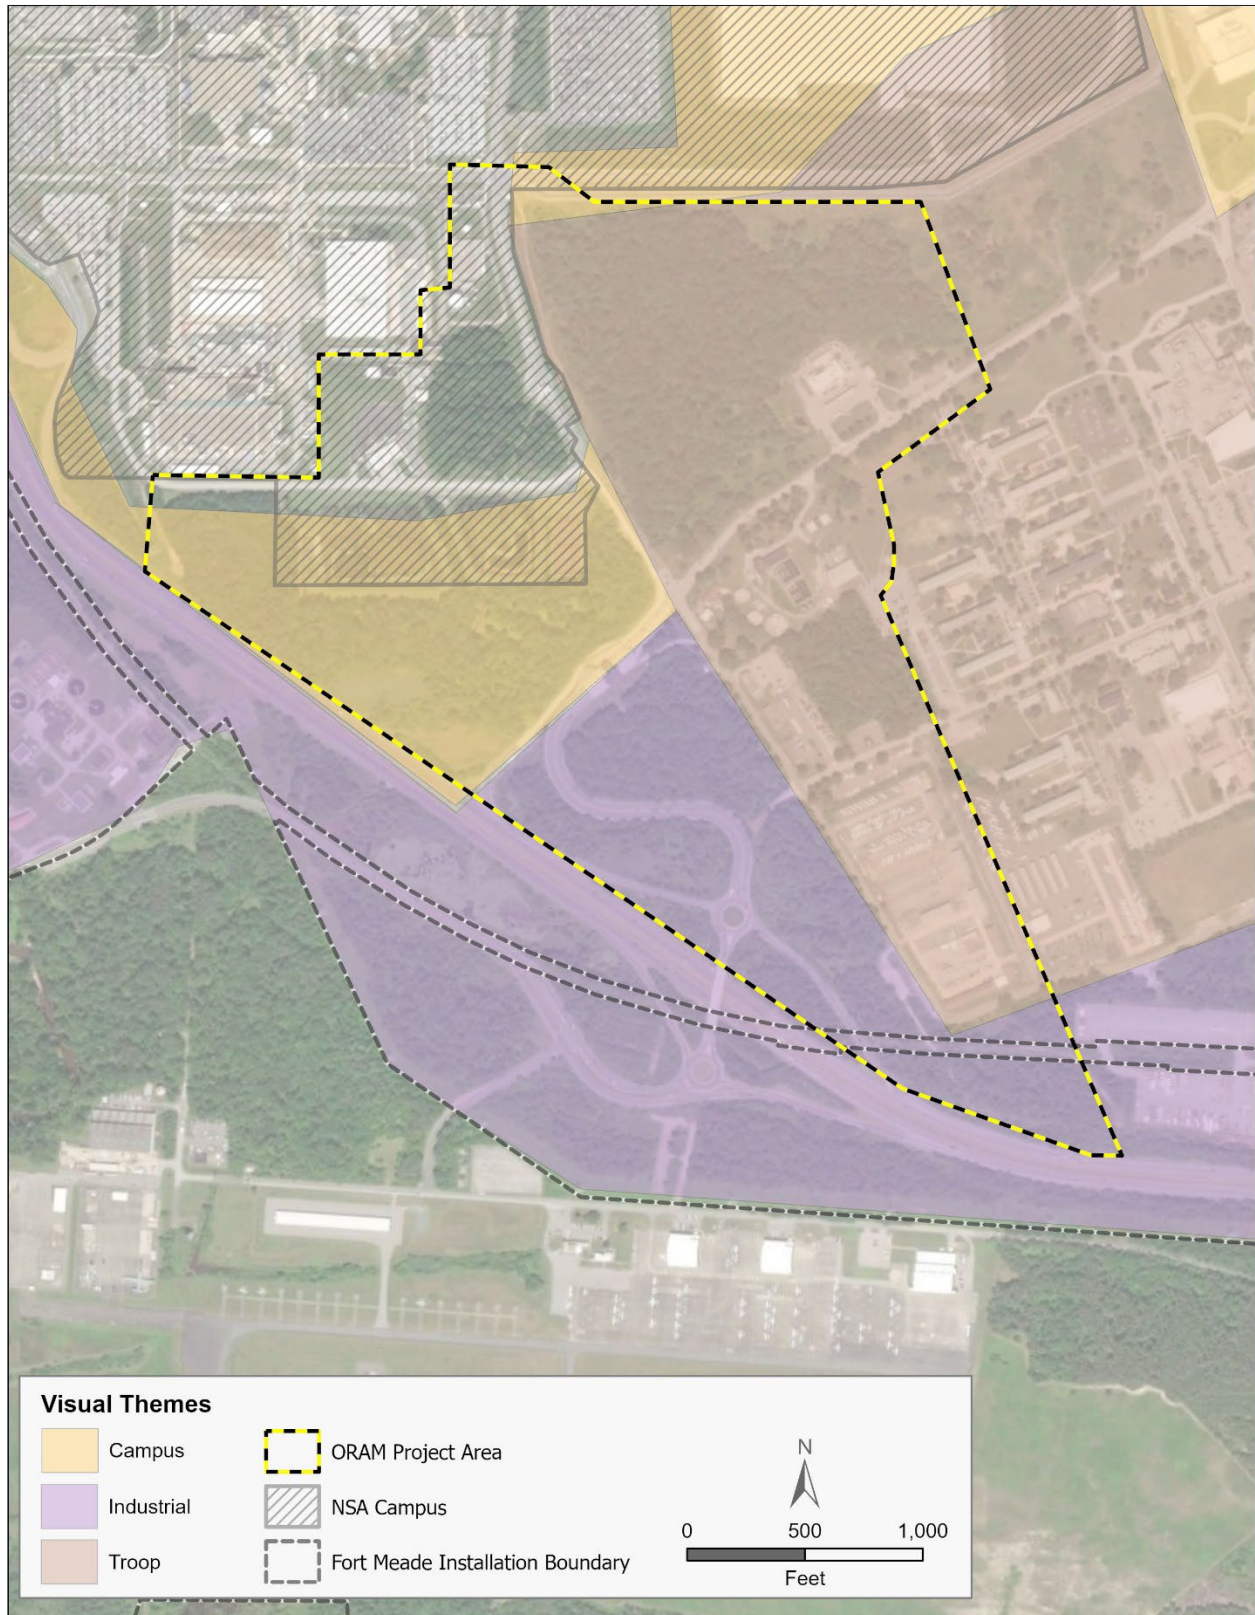 Visual Themes
Campus
Industrial
Troop
ORAM Project Area
NSA Campus
Fort Meade Installation Boundary
N
0 500 1,000
Feet